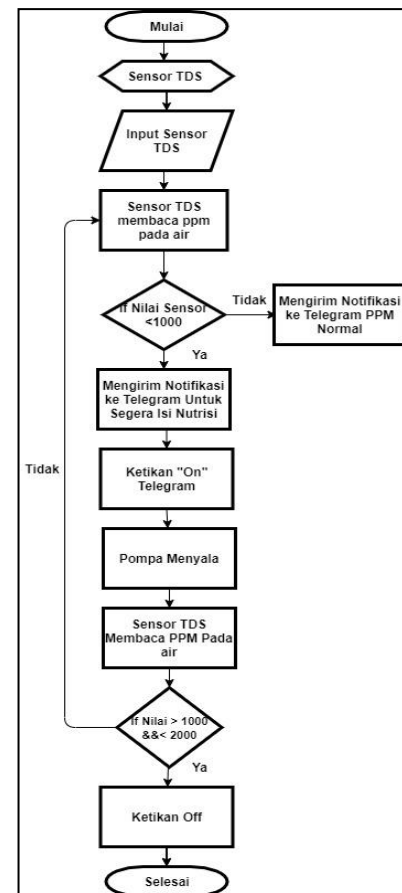 Mulai
Sensor TDS
Input Sensor
TDS
Sensor TDS
membaca ppm
pada air
If Nilai Sensor
<1000
Tidak
Mengirim Notifikasi
ke Telegram PPM
Normal
Ya
Mengirim Notifikasi
ke Telegram Untuk
Segera Isi Nutrisi
Tidak
Ketikan "On"
Telegram
Pompa Menyala
Sensor TDS
Membaca PPM Pada
air
If Nilai > 1000
&&< 2000
Ya
Ketikan Off
Selesai